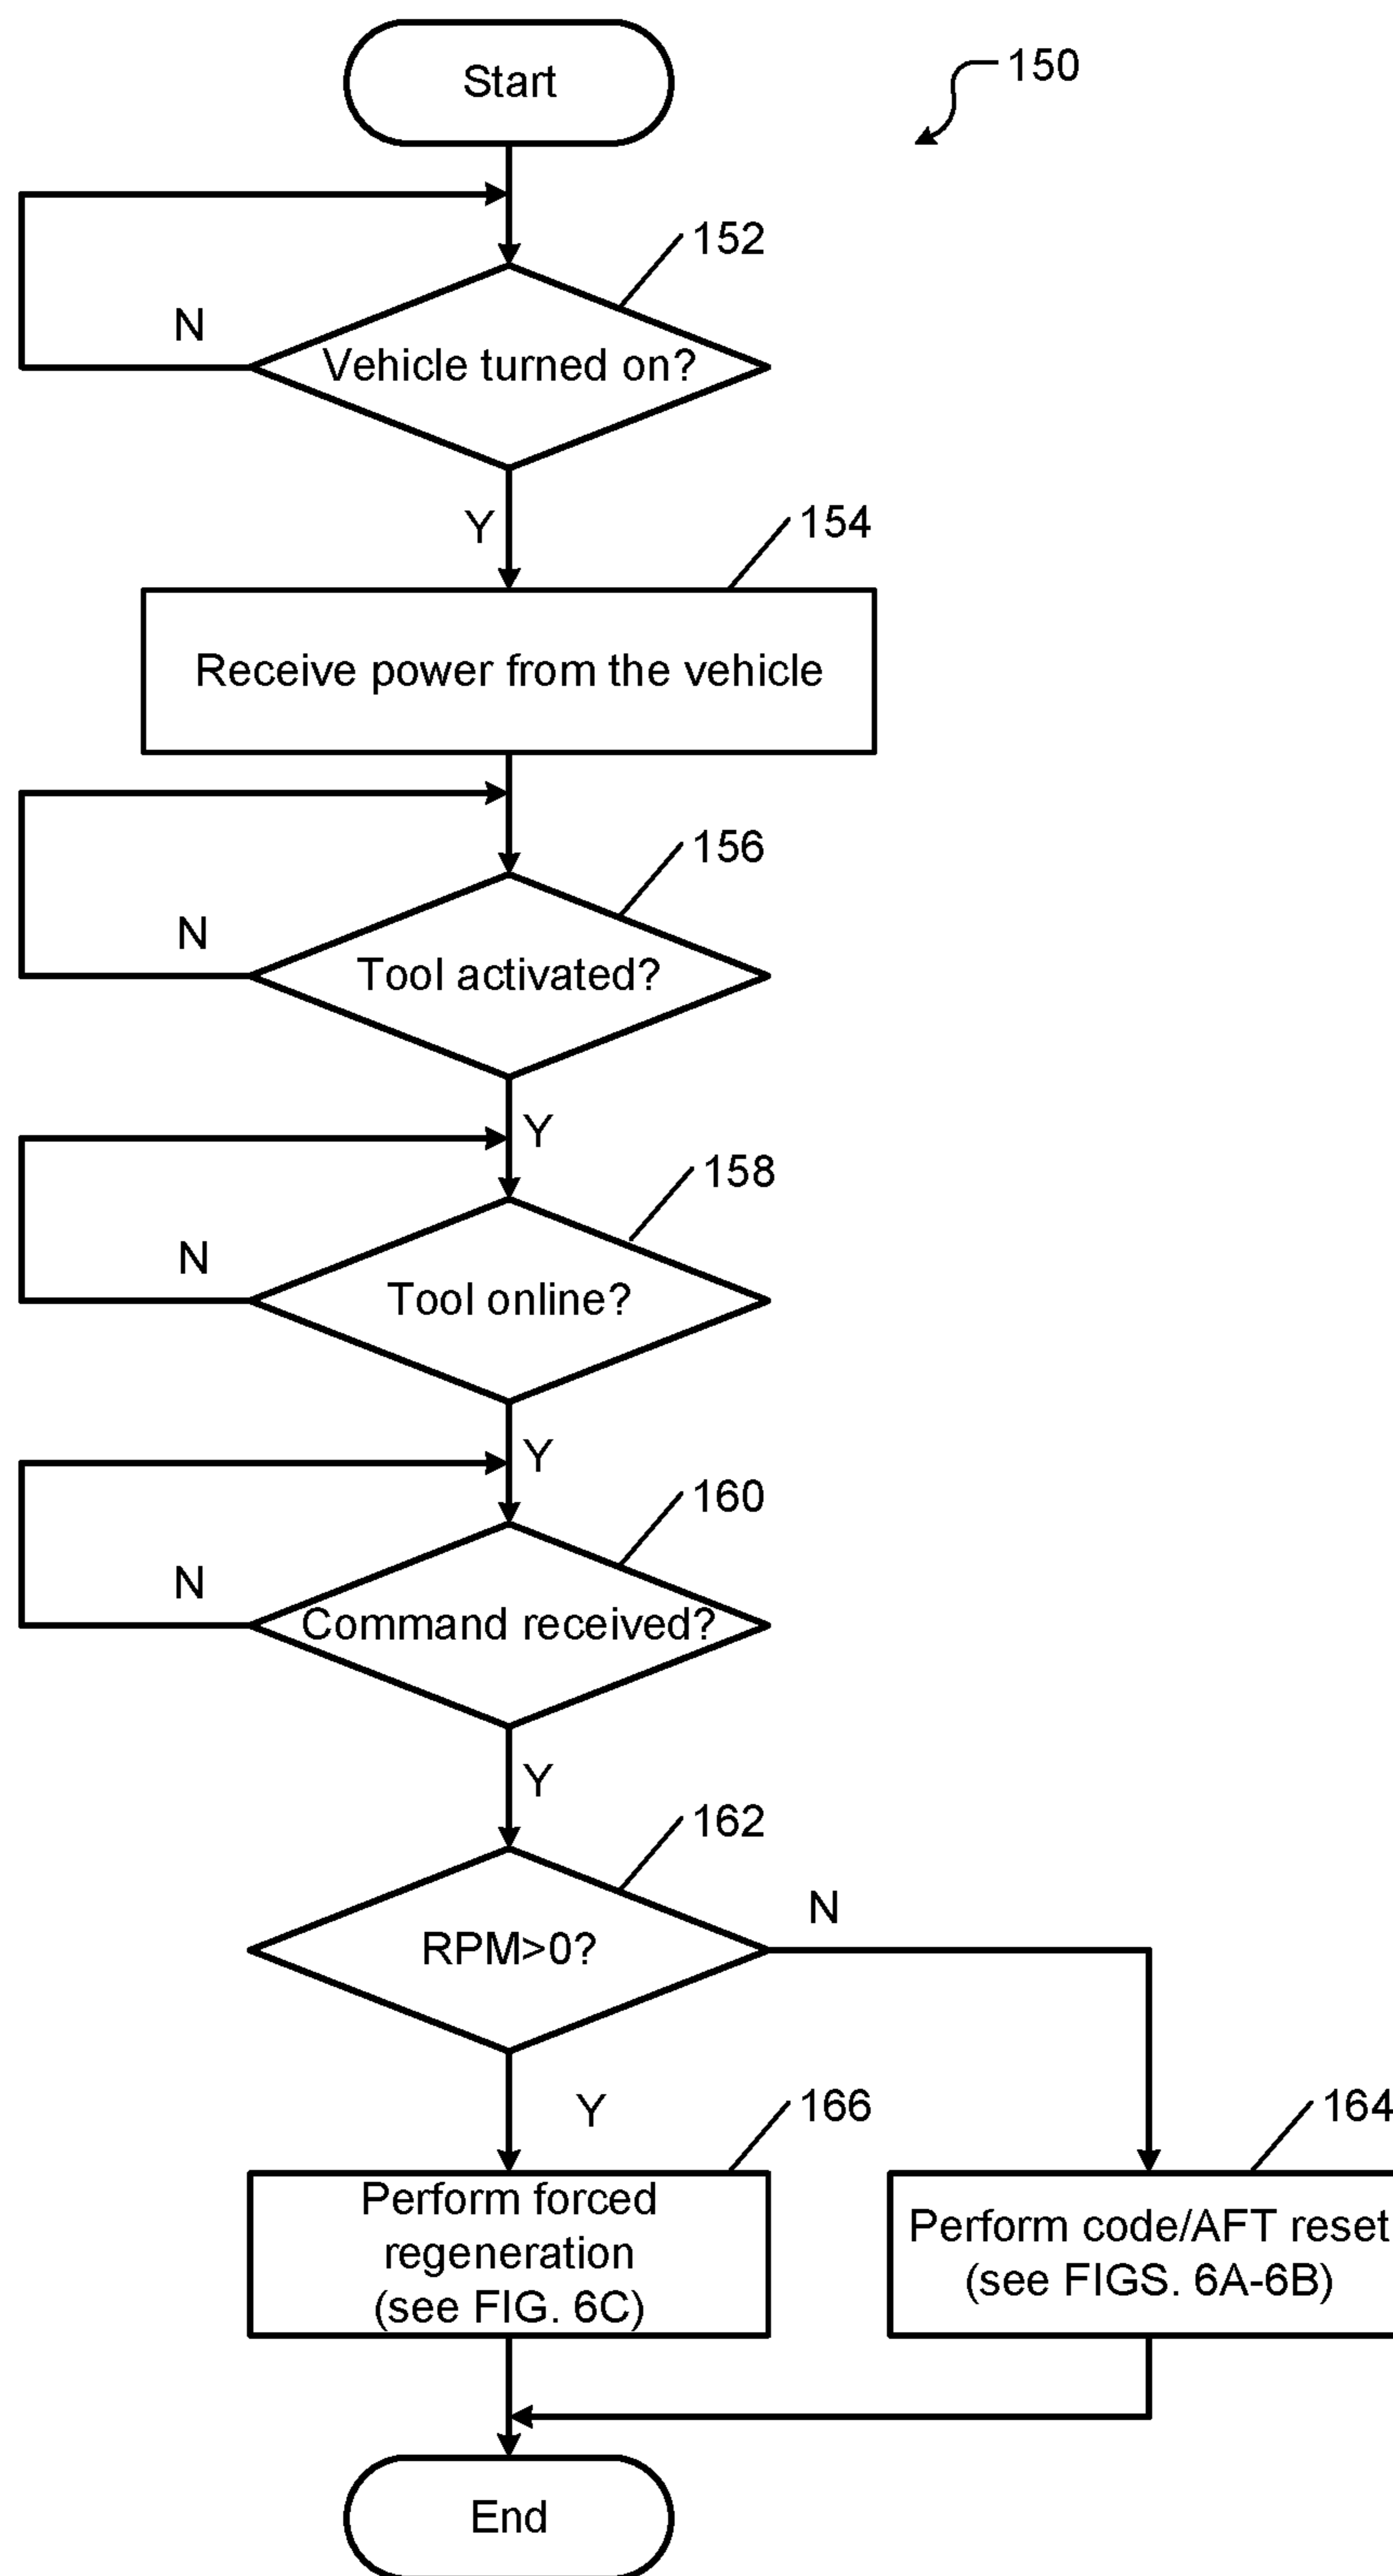 Start
150
152
N
Vehicle turned on?
Y
154
Receive power from the vehicle
156
N
Tool activated?
Y
158
N
Tool online?
Y
160
N
Command received?
Y
162
N
RPM>0?
Y
166
164
Perform forced
regeneration
(see FIG. 6C)
Perform code/AFT reset
(see FIGS. 6A-6B)
End